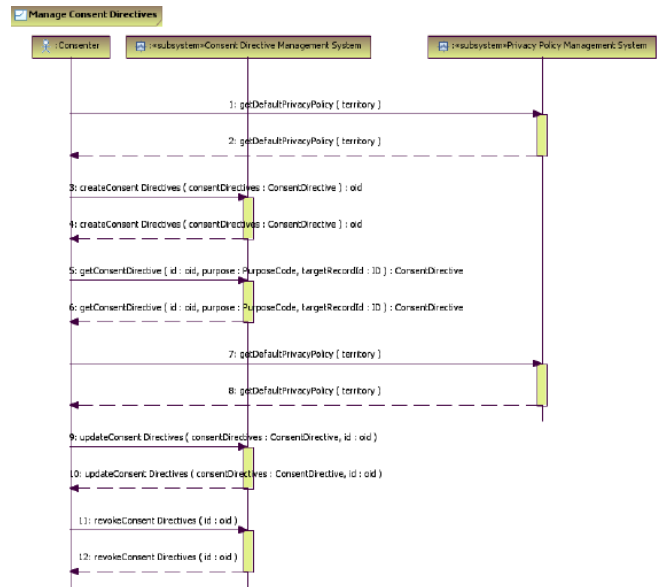 Manage Consent Directives
:Consenter
:«subsystem»Consent Directive Management System
:«subsystem»Privacy Policy Management System
1: getDefaultPrivacyPolicy ( territory )
2: getDefaultPrivacyPolicy ( territory )
3: createConsent Directives ( consentDirectives : ConsentDirective ) : oid
4: createConsent Directives ( consentDirectives : ConsentDirective ) : oid
5: getConsentDirective ( id : oid, purpose : PurposeCode, targetRecordId : ID ) : ConsentDirective
6: getConsentDirective ( id : oid, purpose : PurposeCode, targetRecordId : ID ) : ConsentDirective
7: getDefaultPrivacyPolicy ( territory )
8: getDefaultPrivacyPolicy ( territory )
9: updateConsent Directives ( consentDirectives : ConsentDirective, id : oid )
10: updateConsent Directives ( consentDirectives : ConsentDirective, id : oid )
11: revokeConsent Directives ( id : oid )
12: revokeConsent Directives ( id : oid )